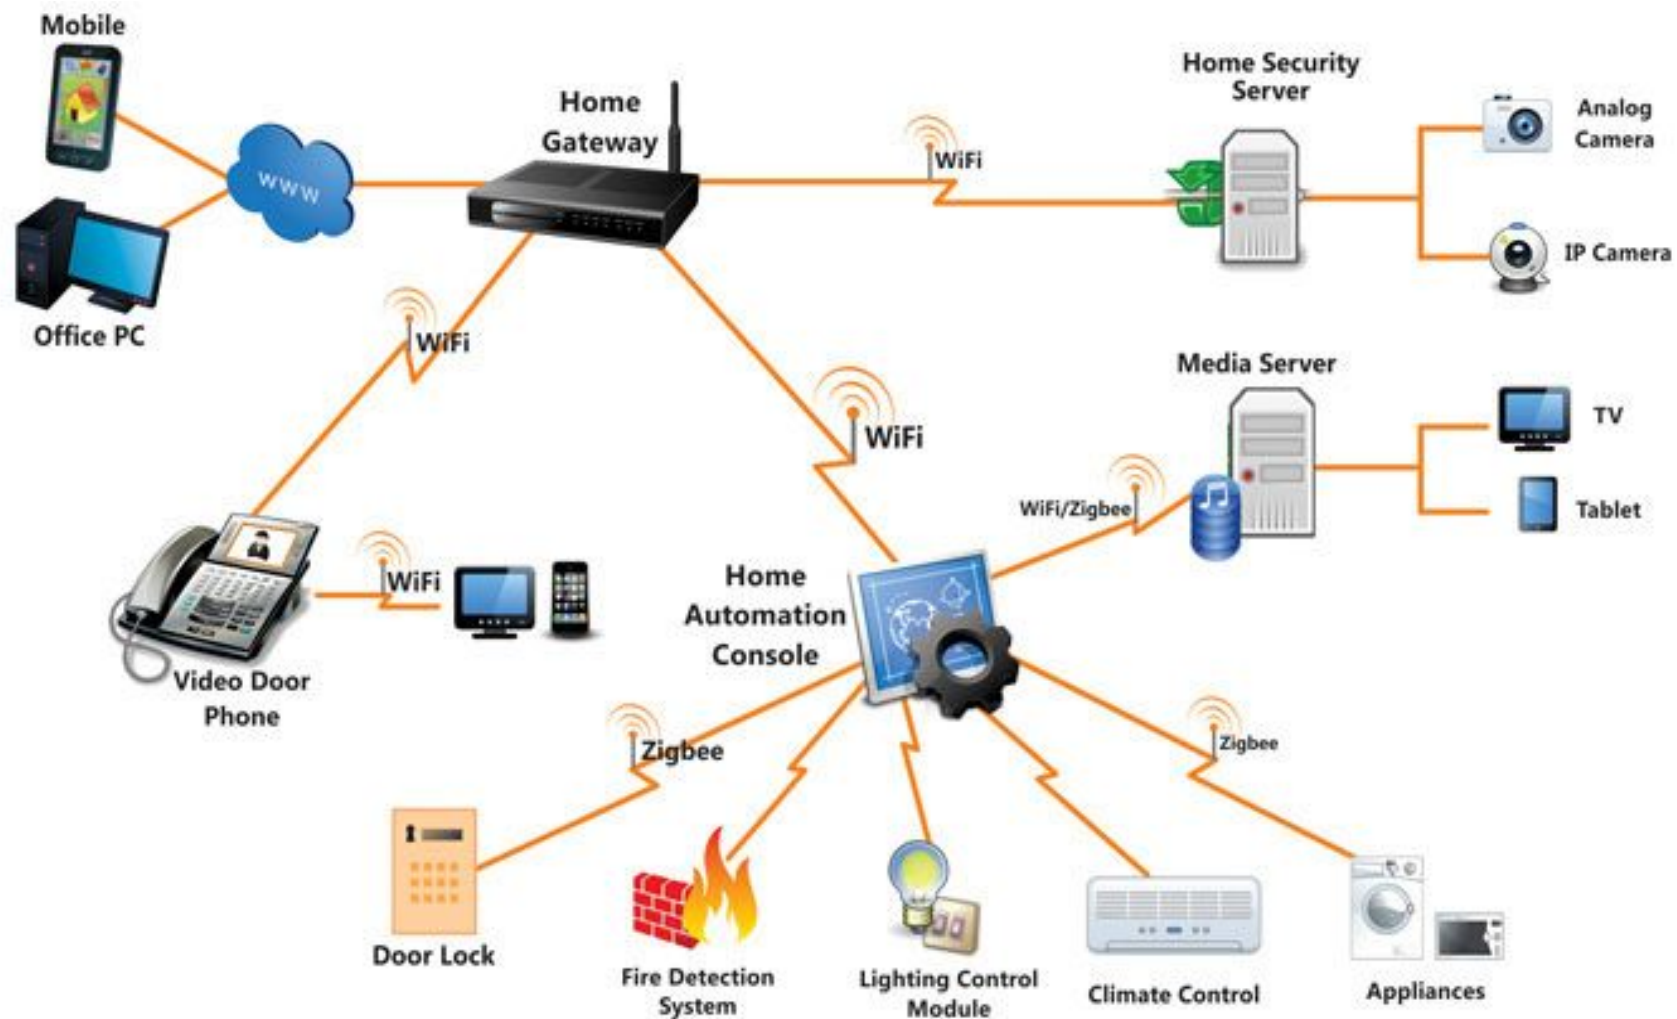 Mobile
Home
Gateway
www
Office PC
WiFi
Home Security
Server
Analog
Camera
IP Camera
WiFi
WiFi
Media Server
TV
Tablet
WiFi/Zigbee
WiFi
Video Door
Phone
Home
Automation
Console
Zigbee
Zigbee
Door Lock
Fire Detection
System
Lighting Control
Module
Climate Control
Appliances